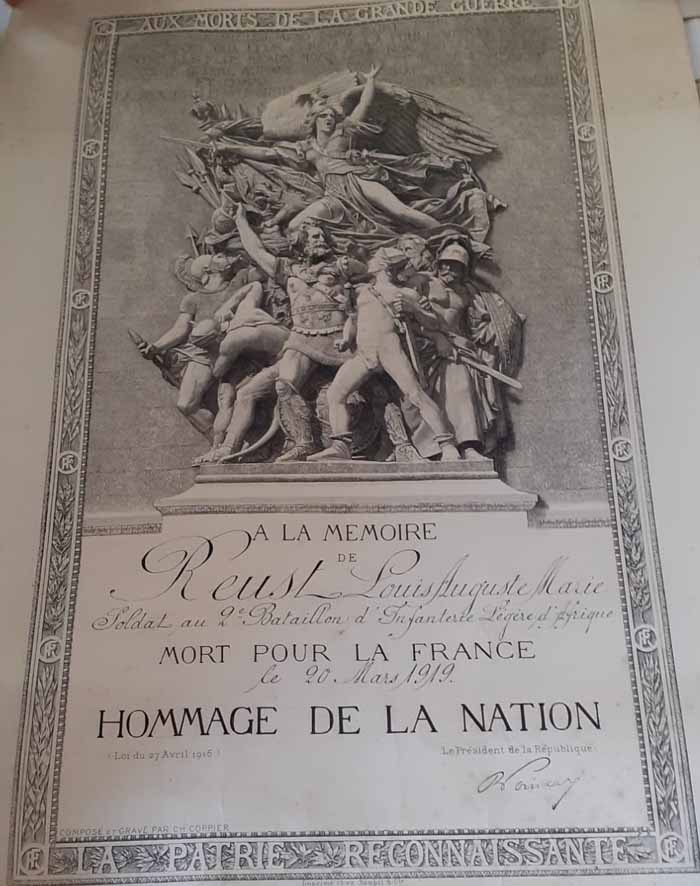 AUX MORTS DE LA GRANDE GUERRE
A LA MEMOIRE
DE
Reust Louis Auguste Marie
Soldat au 2e Bataillon d'Infanterie Légère d'Afrique
MORT POUR LA FRANCE
le 20 Mars 1919.
HOMMAGE DE LA NATION
(Loi du 27 Avril 1916)
Le Président de la République
R Poincaré
COMPOSÉ ET GRAVÉ PAR CH. COPPIER
LA PATRIE RECONNAISSANTE
Imprimé chez